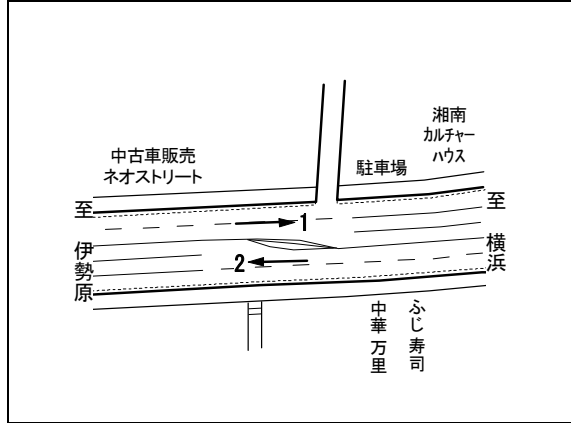 中古車販売
ネオストリート
駐車場
湘南
カルチャー
ハウス
至 伊勢原
至 横浜
1
2
中華 万里
ふじ寿司